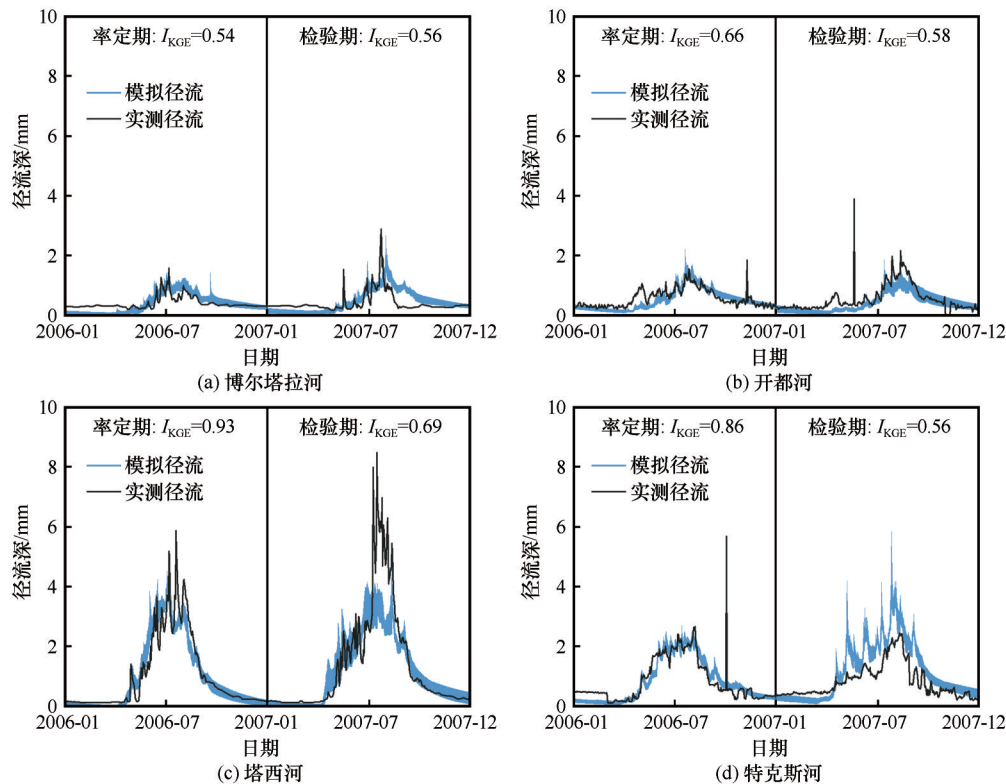 10
8
6
4
2
0
径流深/mm
率定期: I_KGE=0.54
检验期: I_KGE=0.56
模拟径流
实测径流
2006-01
2006-07
2007-01
2007-07
2007-12
日期
(a) 博尔塔拉河
10
8
6
4
2
0
径流深/mm
率定期: I_KGE=0.66
检验期: I_KGE=0.58
模拟径流
实测径流
2006-01
2006-07
2007-01
2007-07
2007-12
日期
(b) 开都河
10
8
6
4
2
0
径流深/mm
率定期: I_KGE=0.93
检验期: I_KGE=0.69
模拟径流
实测径流
2006-01
2006-07
2007-01
2007-07
2007-12
日期
(c) 塔西河
10
8
6
4
2
0
径流深/mm
率定期: I_KGE=0.86
检验期: I_KGE=0.56
模拟径流
实测径流
2006-01
2006-07
2007-01
2007-07
2007-12
日期
(d) 特克斯河